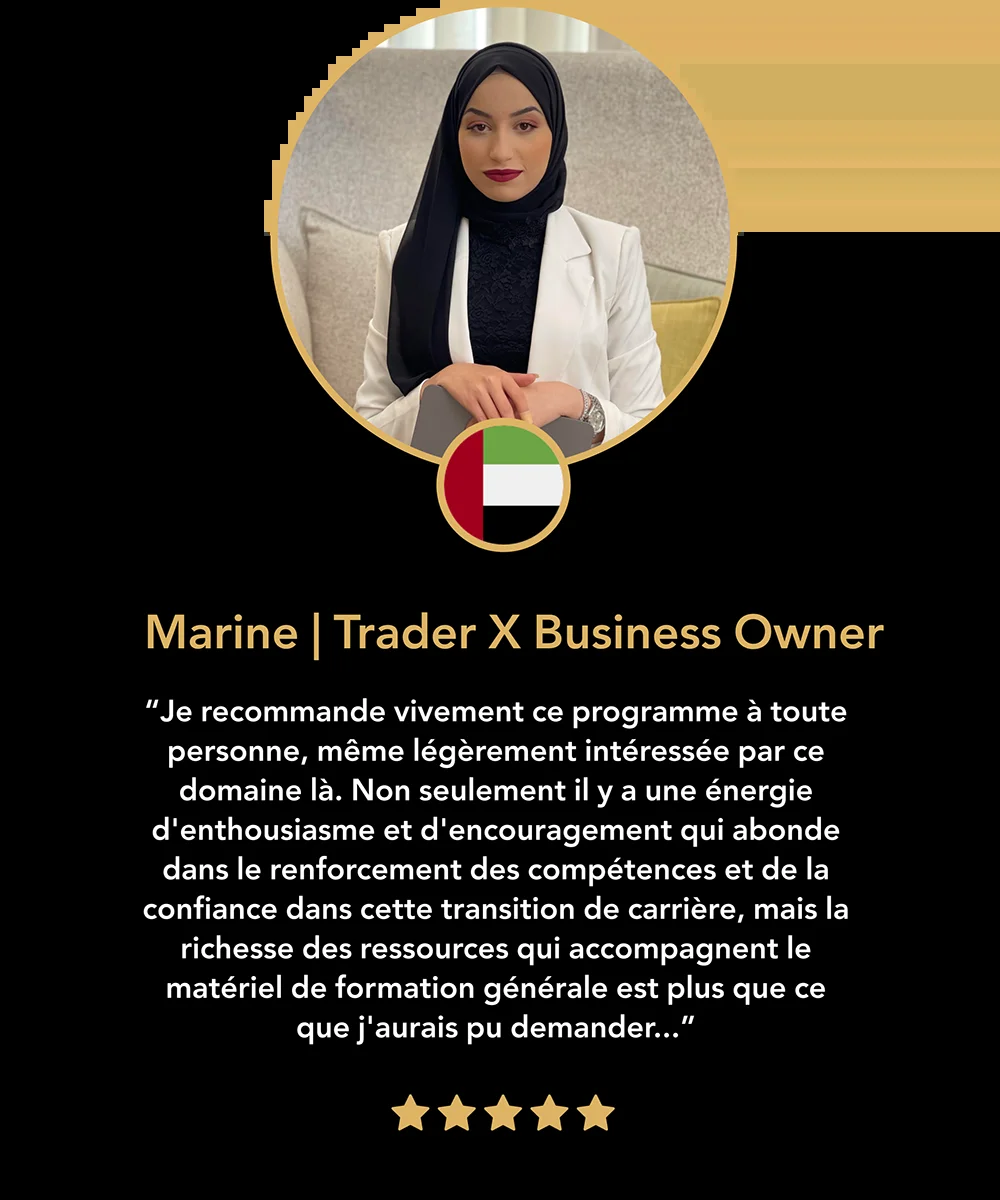 Marine | Trader X Business Owner
“Je recommande vivement ce programme à toute
personne, même légèrement intéressée par ce
domaine là. Non seulement il y a une énergie
d'enthousiasme et d'encouragement qui abonde
dans le renforcement des compétences et de la
confiance dans cette transition de carrière, mais la
richesse des ressources qui accompagnent le
matériel de formation générale est plus que ce
que j'aurais pu demander...”